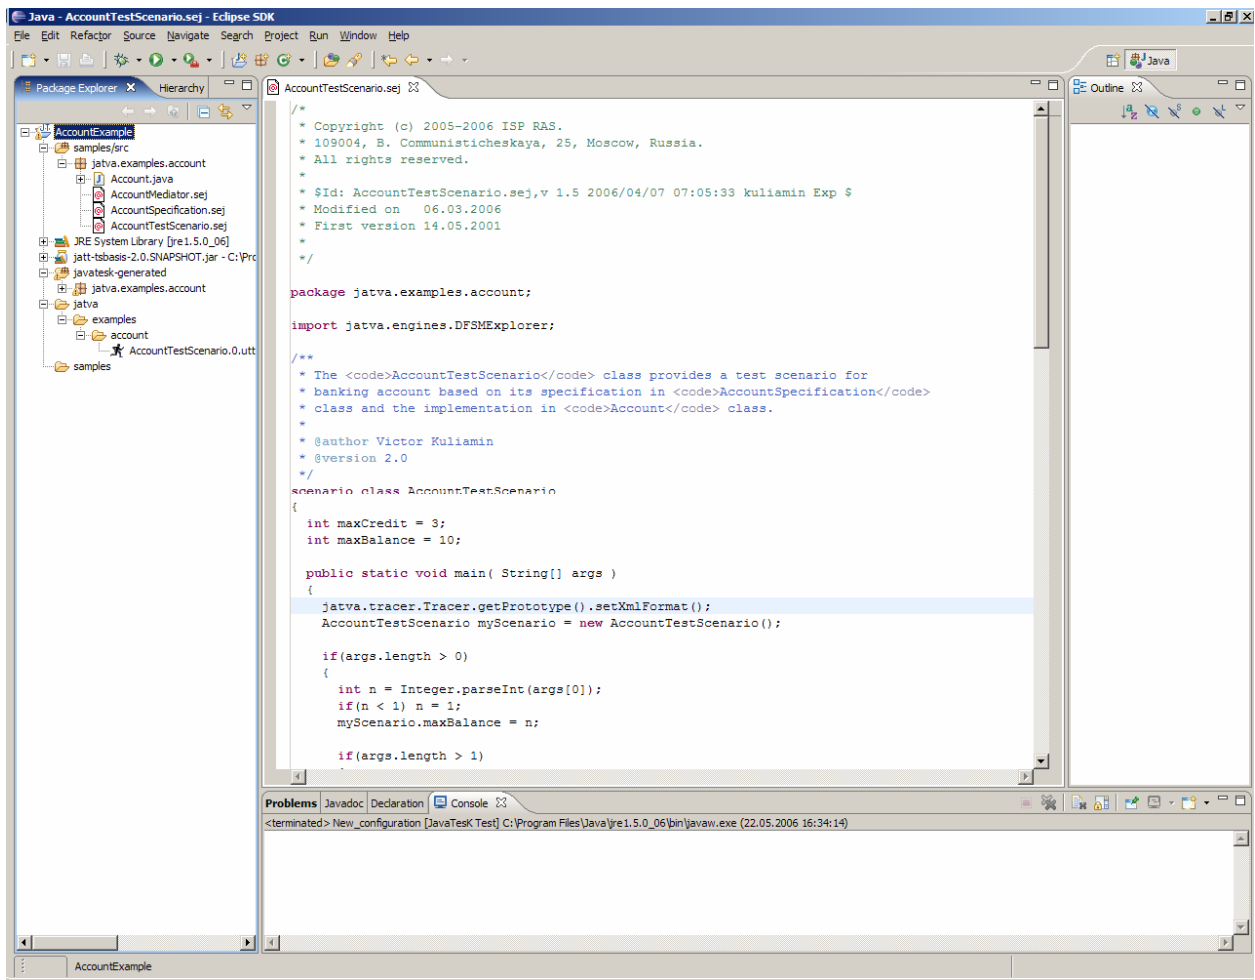 Java - AccountTestScenario.sej - Eclipse SDK
File Edit Refactor Source Navigate Search Project Run Window Help
Java
Package Explorer
Hierarchy
AccountExample
samples/src
jatva.examples.account
Account.java
AccountMediator.sej
AccountSpecification.sej
AccountTestScenario.sej
JRE System Library [jre1.5.0_06]
jatt-tsbasis-2.0.SNAPSHOT.jar - C:\Prc
javatesk-generated
jatva.examples.account
jatva
examples
account
AccountTestScenario.0.utt
samples
AccountTestScenario.sej
/*
* Copyright (c) 2005-2006 ISP RAS.
* 109004, B. Communisticheskaya, 25, Moscow, Russia.
* All rights reserved.
*
* $Id: AccountTestScenario.sej,v 1.5 2006/04/07 07:05:33 kuliamin Exp $
* Modified on   06.03.2006
* First version 14.05.2001
*
*/
package jatva.examples.account;
import jatva.engines.DFSMExplorer;
/**
* The <code>AccountTestScenario</code> class provides a test scenario for
* banking account based on its specification in <code>AccountSpecification</code>
* class and the implementation in <code>Account</code> class.
*
* @author Victor Kuliamin
* @version 2.0
*/
scenario class AccountTestScenario
{
int maxCredit = 3;
int maxBalance = 10;
public static void main( String[] args )
{
jatva.tracer.Tracer.getPrototype().setXmlFormat();
AccountTestScenario myScenario = new AccountTestScenario();
if(args.length > 0)
{
int n = Integer.parseInt(args[0]);
if(n < 1) n = 1;
myScenario.maxBalance = n;
if(args.length > 1)
Outline
Problems Javadoc Declaration Console
<terminated> New_configuration [JavaTesK Test] C:\Program Files\Java\jre1.5.0_06\bin\javaw.exe (22.05.2006 16:34:14)
AccountExample